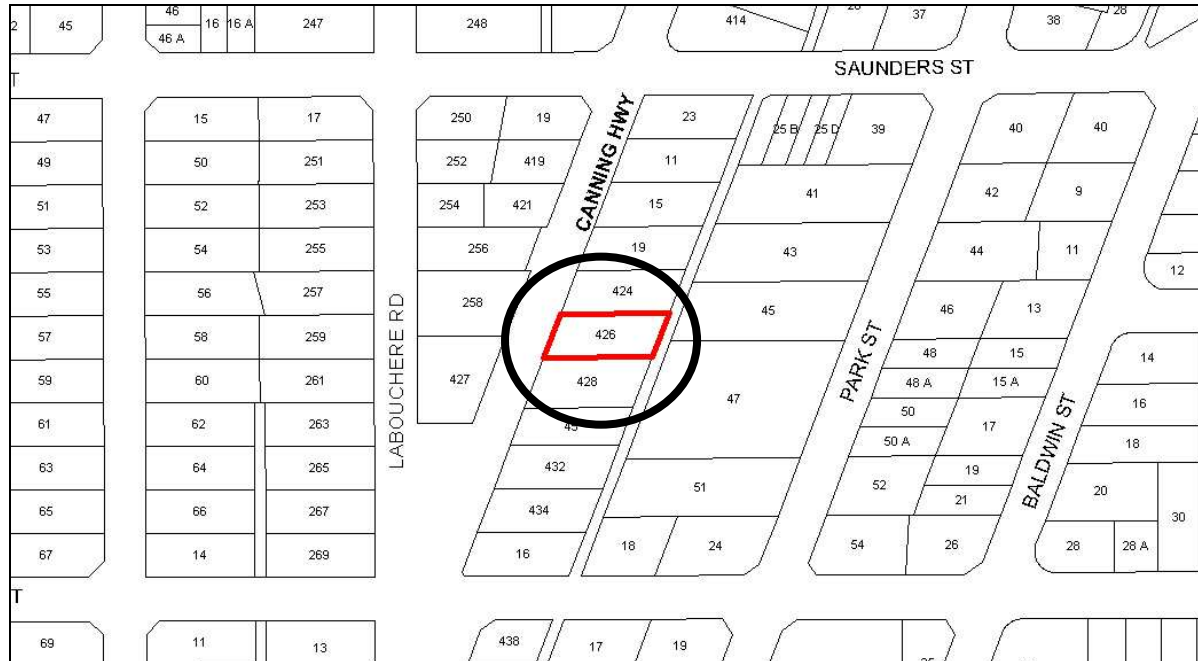 2 45 46 16 16 A 247 248 414 37 38 28
46 A
T SAUNDERS ST
CANNING HWY
47 15 17 250 19 23 25 B 25 D 39 40 40
49 50 251 252 419 11
51 52 253 254 421 15 41 42 9
53 54 255 256 19 43 44 11
12
55 56 257 258 424 45 46 13
LABOUCHERE RD
57 58 259 426 48 15 14
PARK ST
59 60 261 427 428 47 48 A 15 A 16
61 62 263 50 17 18
50 A
BALDWIN ST
63 64 265 432 51 52 19 20
65 66 267 434 21 30
67 14 269 16 18 24 54 26 28 28 A
T
69 11 13 438 17 19